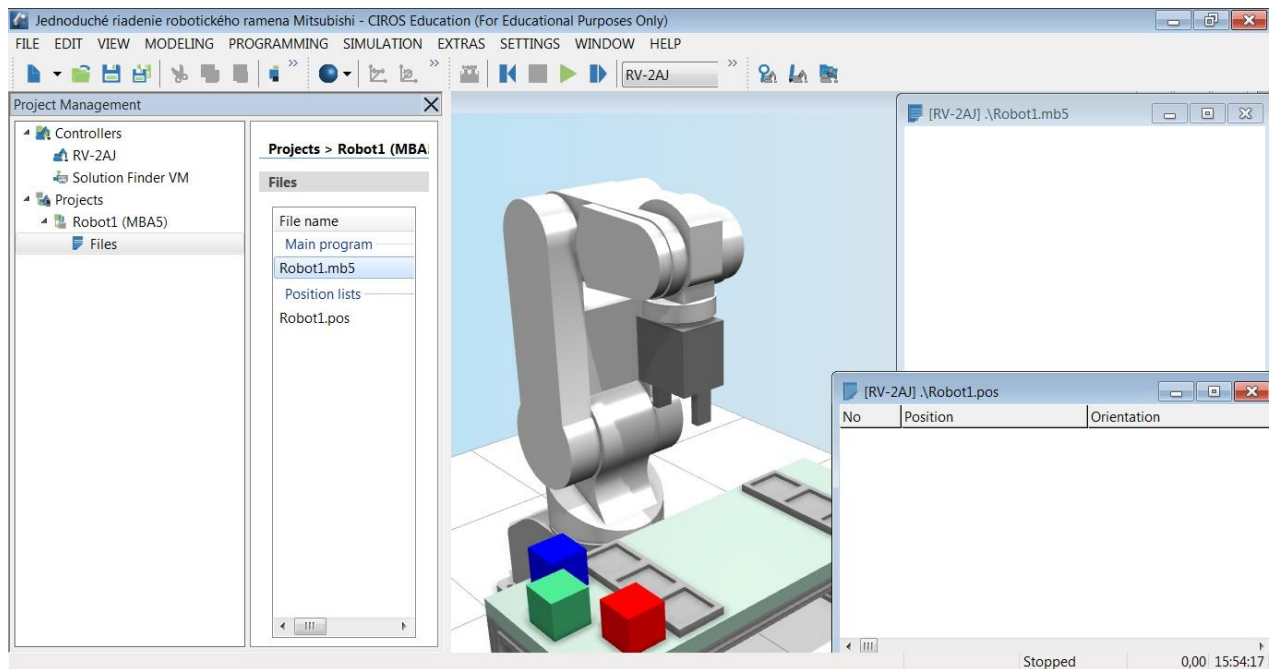 Jednoduché riadenie robotického ramena Mitsubishi - CIROS Education (For Educational Purposes Only)
FILE EDIT VIEW MODELING PROGRAMMING SIMULATION EXTRAS SETTINGS WINDOW HELP
RV-2AJ
Project Management
Controllers
RV-2AJ
Solution Finder VM
Projects
Robot1 (MBA5)
Files
Projects > Robot1 (MBA
Files
File name
Main program
Robot1.mb5
Position lists
Robot1.pos
[RV-2AJ] .\Robot1.mb5
[RV-2AJ] .\Robot1.pos
No Position Orientation
Stopped 0,00 15:54:17